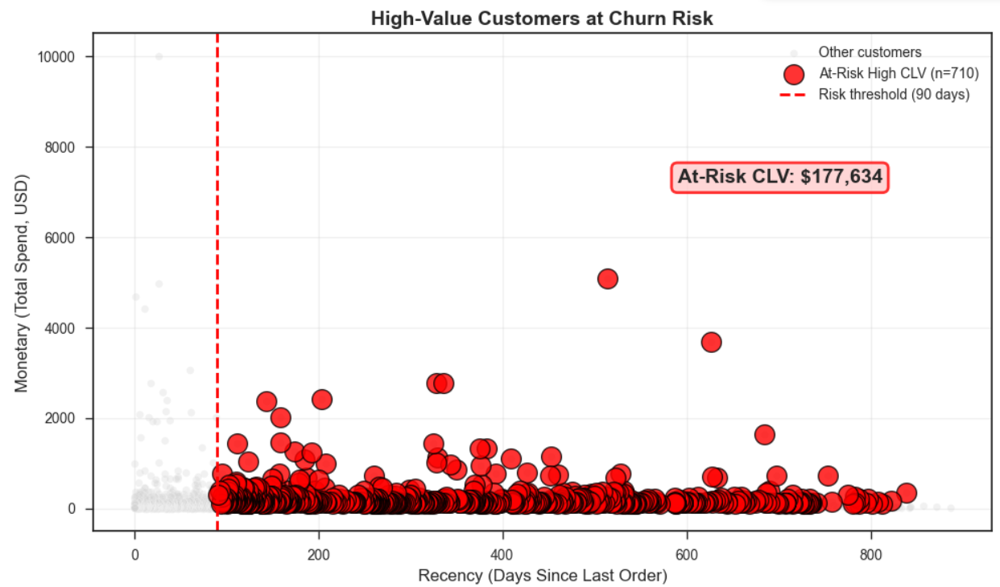 High-Value Customers at Churn Risk
Other customers
At-Risk High CLV (n=710)
Risk threshold (90 days)
At-Risk CLV: $177,634
Monetary (Total Spend, USD)
10000
8000
6000
4000
2000
0
0 200 400 600 800
Recency (Days Since Last Order)